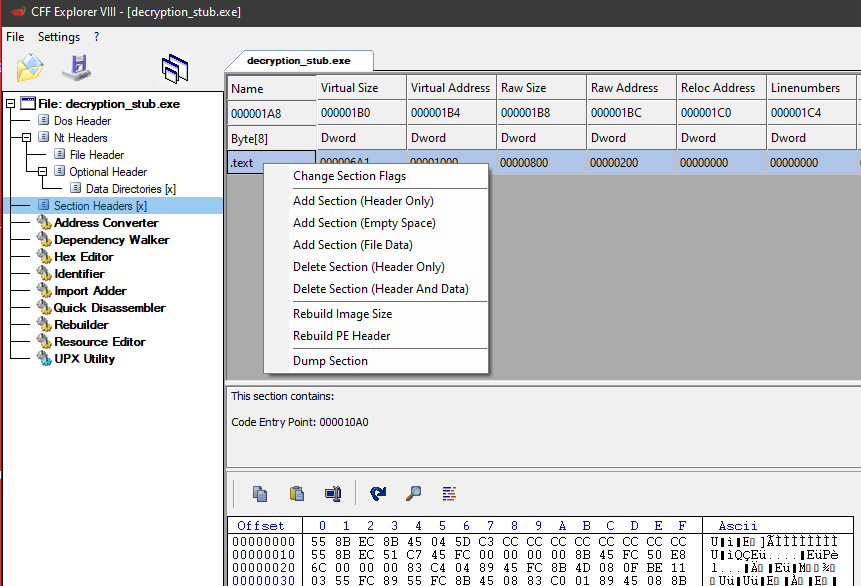 CFF Explorer VIII - [decryption_stub.exe]
File Settings ?
decryption_stub.exe
File: decryption_stub.exe
Dos Header
Nt Headers
File Header
Optional Header
Data Directories [x]
Section Headers [x]
Address Converter
Dependency Walker
Hex Editor
Identifier
Import Adder
Quick Disassembler
Rebuilder
Resource Editor
UPX Utility
Name Virtual Size Virtual Address Raw Size Raw Address Reloc Address Linenumbers
000001A8 000001B0 000001B4 000001B8 000001BC 000001C0 000001C4
Byte[8] Dword Dword Dword Dword Dword Dword
.text 000006A1 00001000 00000800 00000200 00000000 00000000
Change Section Flags
Add Section (Header Only)
Add Section (Empty Space)
Add Section (File Data)
Delete Section (Header Only)
Delete Section (Header And Data)
Rebuild Image Size
Rebuild PE Header
Dump Section
This section contains:
Code Entry Point: 000010A0
Offset 0 1 2 3 4 5 6 7 8 9 A B C D E F Ascii
00000000 55 8B EC 8B 45 04 5D C3 CC CC CC CC CC CC CC CC
00000010 55 8B EC 51 C7 45 FC 00 00 00 00 8B 45 FC 50 E8
00000020 6C 00 00 00 83 C4 04 89 45 FC 8B 4D 08 0F BE 11
00000030 03 55 FC 89 55 FC 8B 45 08 83 C0 01 89 45 08 8B